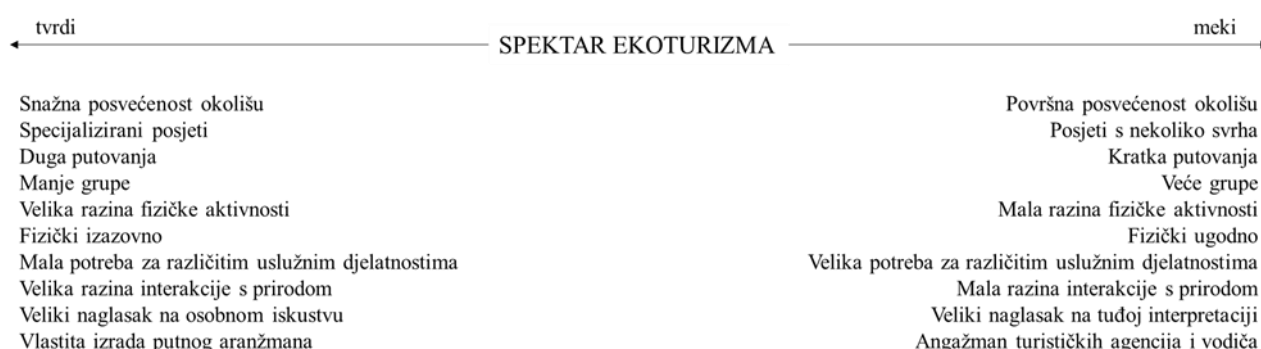 tvrdi
meki
SPEKTAR EKOTURIZMA
Snažna posvećenost okolišu
Površna posvećenost okolišu
Specijalizirani posjeti
Posjeti s nekoliko svrha
Duga putovanja
Kratka putovanja
Manje grupe
Veće grupe
Velika razina fizičke aktivnosti
Mala razina fizičke aktivnosti
Fizički izazovno
Fizički ugodno
Mala potreba za različitim uslužnim djelatnostima
Velika potreba za različitim uslužnim djelatnostima
Velika razina interakcije s prirodom
Mala razina interakcije s prirodom
Veliki naglasak na osobnom iskustvu
Veliki naglasak na tuđoj interpretaciji
Vlastita izrada putnog aranžmana
Angažman turističkih agencija i vodiča